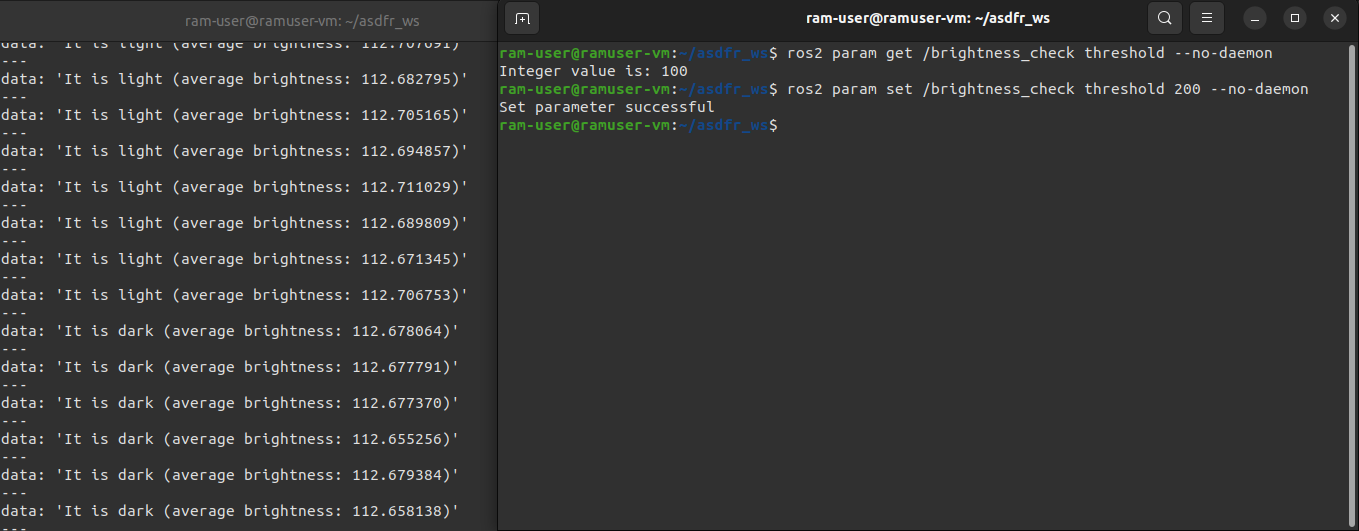 ram-user@ramuser-vm: ~/asdfr_ws
data: 'It is light (average brightness: 112.707691)'
---
data: 'It is light (average brightness: 112.682795)'
---
data: 'It is light (average brightness: 112.705165)'
---
data: 'It is light (average brightness: 112.694857)'
---
data: 'It is light (average brightness: 112.711029)'
---
data: 'It is light (average brightness: 112.689809)'
---
data: 'It is light (average brightness: 112.671345)'
---
data: 'It is light (average brightness: 112.706753)'
---
data: 'It is dark (average brightness: 112.678064)'
---
data: 'It is dark (average brightness: 112.677791)'
---
data: 'It is dark (average brightness: 112.677370)'
---
data: 'It is dark (average brightness: 112.655256)'
---
data: 'It is dark (average brightness: 112.679384)'
---
data: 'It is dark (average brightness: 112.658138)'
---
ram-user@ramuser-vm: ~/asdfr_ws
ram-user@ramuser-vm:~/asdfr_ws$ ros2 param get /brightness_check threshold --no-daemon
Integer value is: 100
ram-user@ramuser-vm:~/asdfr_ws$ ros2 param set /brightness_check threshold 200 --no-daemon
Set parameter successful
ram-user@ramuser-vm:~/asdfr_ws$